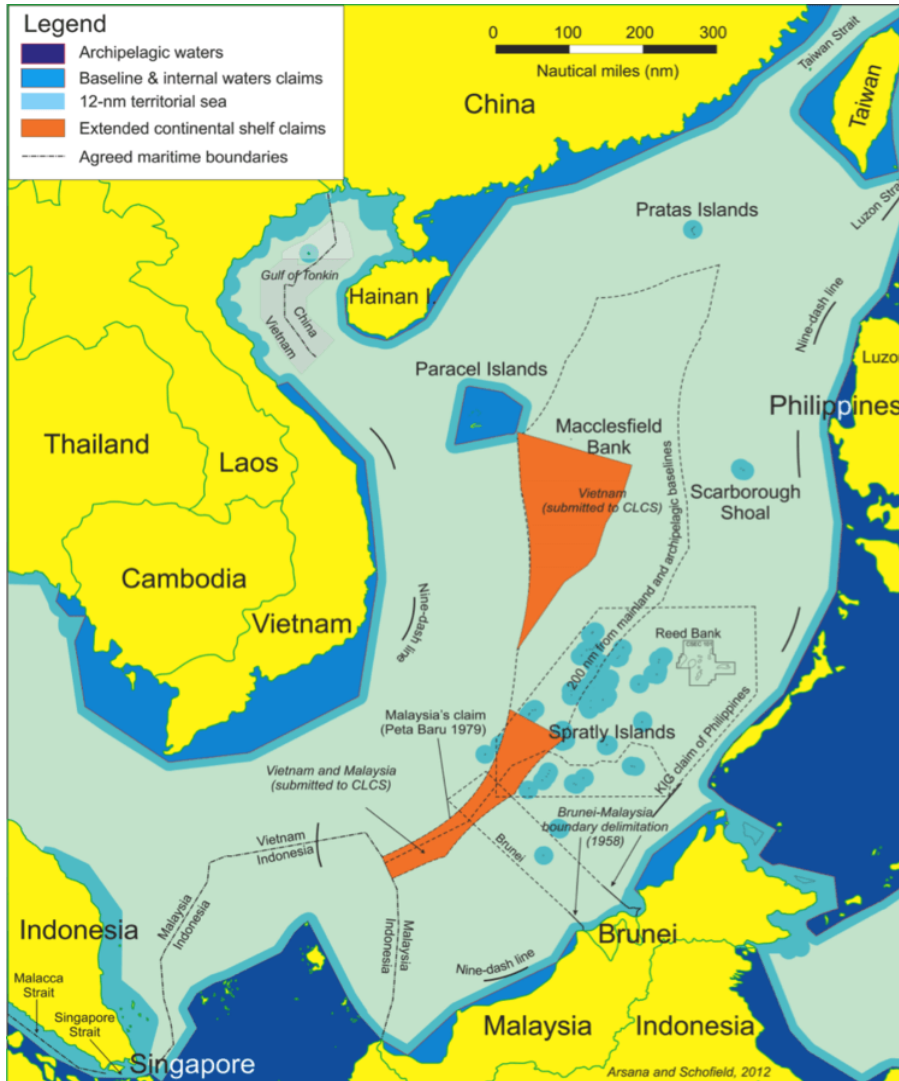 Legend
Archipelagic waters
Baseline & internal waters claims
12-nm territorial sea
Extended continental shelf claims
Agreed maritime boundaries
0 100 200 300
Nautical miles (nm)
China
Taiwan Strait
Taiwan
Luzon Stra
Pratas Islands
Gulf of Tonkin
Hainan I.
China
Vietnam
Nine-dash line
Paracel Islands
Luzon
Philippines
Macclesfield
Bank
Thailand
Laos
Vietnam
(submitted to CLCS)
Scarborough
Shoal
200 nm from mainland and archipelagic baselines
Cambodia
Vietnam
Nine-dash line
Reed Bank
Malaysia's claim
(Peta Baru 1979)
Spratly Islands
KIG claim of Philippines
Vietnam and Malaysia
(submitted to CLCS)
Brunei-Malaysia
boundary delimitation
(1958)
Vietnam
Indonesia
Brunei
Malaysia
Indonesia
Indonesia
Malaysia
Indonesia
Brunei
Nine-dash line
Malacca
Strait
Singapore
Strait
Singapore
Malaysia
Indonesia
Arsana and Schofield, 2012